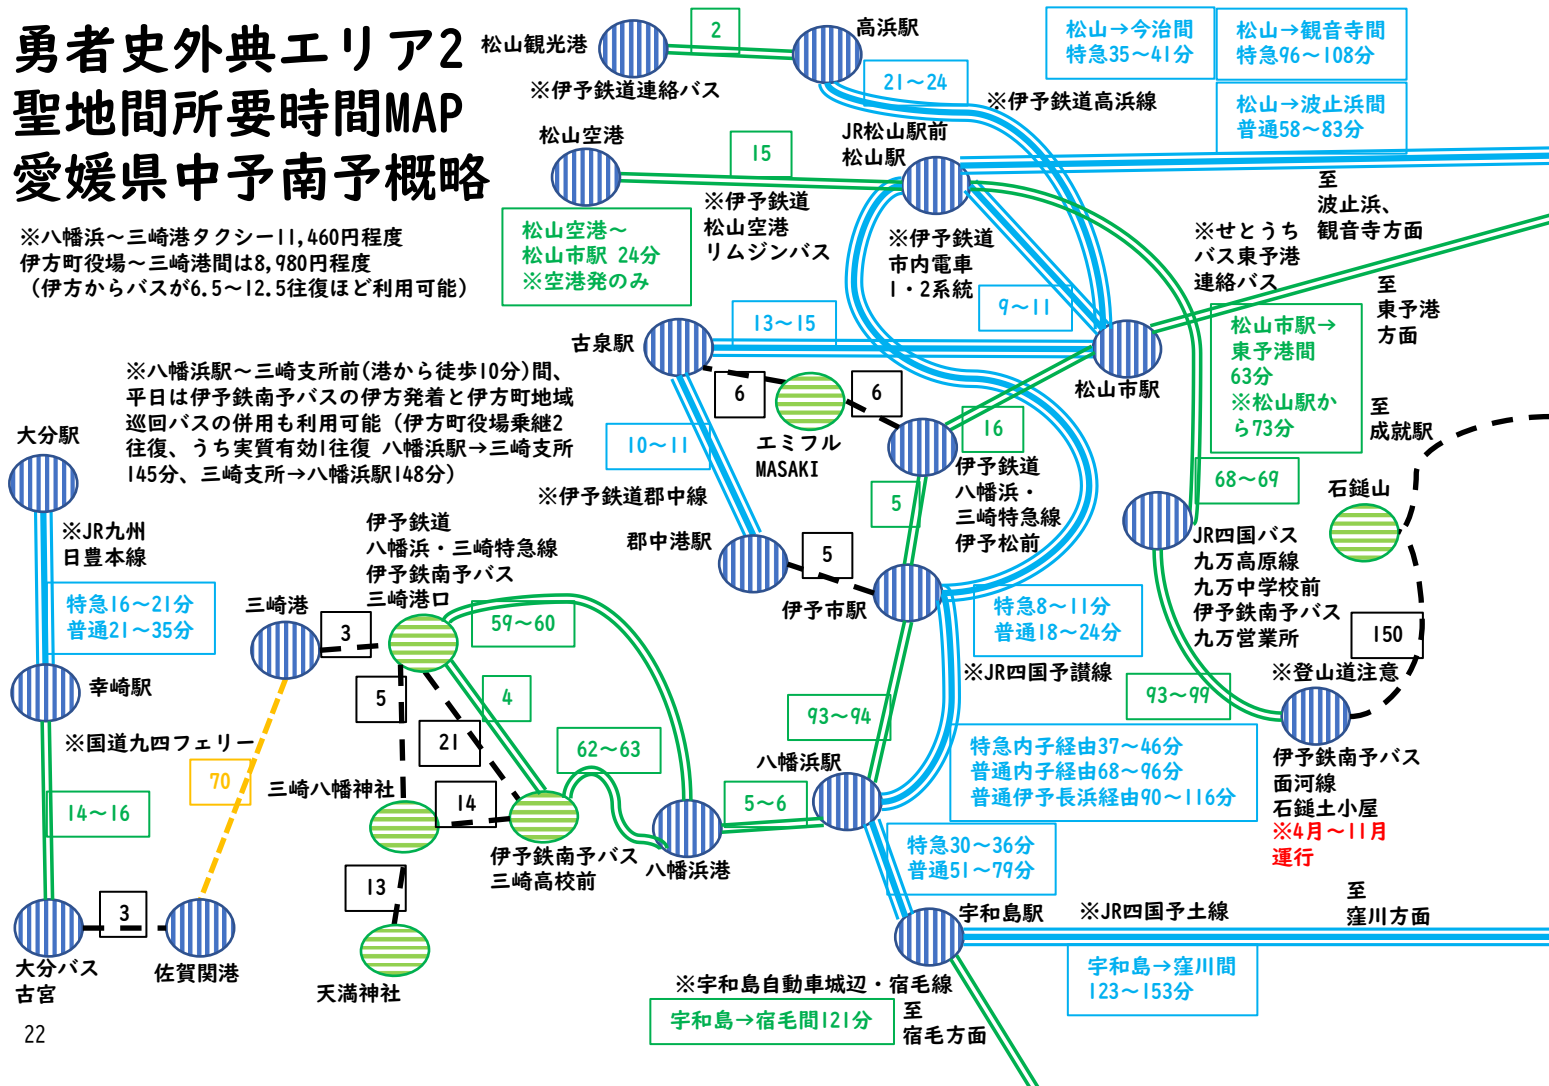 勇者史外典エリア2
聖地間所要時間MAP
愛媛県中予南予概略
※八幡浜～三崎港タクシー11,460円程度
伊方町役場～三崎港間は8,980円程度
（伊方からバスが6.5～12.5往復ほど利用可能）
松山観光港
2
高浜駅
※伊予鉄道連絡バス
21～24
※伊予鉄道高浜線
松山→今治間
特急35～41分
松山→観音寺間
特急96～108分
松山→波止浜間
普通58～83分
松山空港
15
JR松山駅前
松山駅
※伊予鉄道
松山空港
リムジンバス
松山空港～
松山市駅 24分
※空港発のみ
※伊予鉄道
市内電車
1・2系統
9～11
至
波止浜、
観音寺方面
※せとうち
バス東予港
連絡バス
至
東予港
方面
松山市駅→
東予港間
63分
※松山駅か
ら73分
古泉駅
13～15
松山市駅
6
6
エミフル
MASAKI
16
10～11
※伊予鉄道郡中線
伊予鉄道
八幡浜・
三崎特急線
伊予松前
5
郡中港駅
5
伊予市駅
至
成就駅
68～69
石鎚山
JR四国バス
久万高原線
久万中学校前
伊予鉄南予バス
久万営業所
150
※登山道注意
93～99
伊予鉄南予バス
面河線
石鎚土小屋
※4月～11月
運行
※八幡浜駅～三崎支所前(港から徒歩10分)間、
平日は伊予鉄南予バスの伊方発着と伊方町地域
巡回バスの併用も利用可能（伊方町役場乗継2
往復、うち実質有効1往復 八幡浜駅→三崎支所
145分、三崎支所→八幡浜駅148分）
大分駅
※JR九州
日豊本線
特急16～21分
普通21～35分
幸崎駅
※国道九四フェリー
70
14～16
大分バス
古宮
3
佐賀関港
三崎港
3
伊予鉄道
八幡浜・三崎特急線
伊予鉄南予バス
三崎港口
59～60
5
4
21
62～63
三崎八幡神社
14
伊予鉄南予バス
三崎高校前
13
天満神社
八幡浜港
5～6
八幡浜駅
93～94
特急8～11分
普通18～24分
※JR四国予讃線
特急内子経由37～46分
普通内子経由68～96分
普通伊予長浜経由90～116分
特急30～36分
普通51～79分
宇和島駅
※JR四国予土線
至
窪川方面
宇和島→窪川間
123～153分
※宇和島自動車城辺・宿毛線
宇和島→宿毛間121分
至
宿毛方面
22